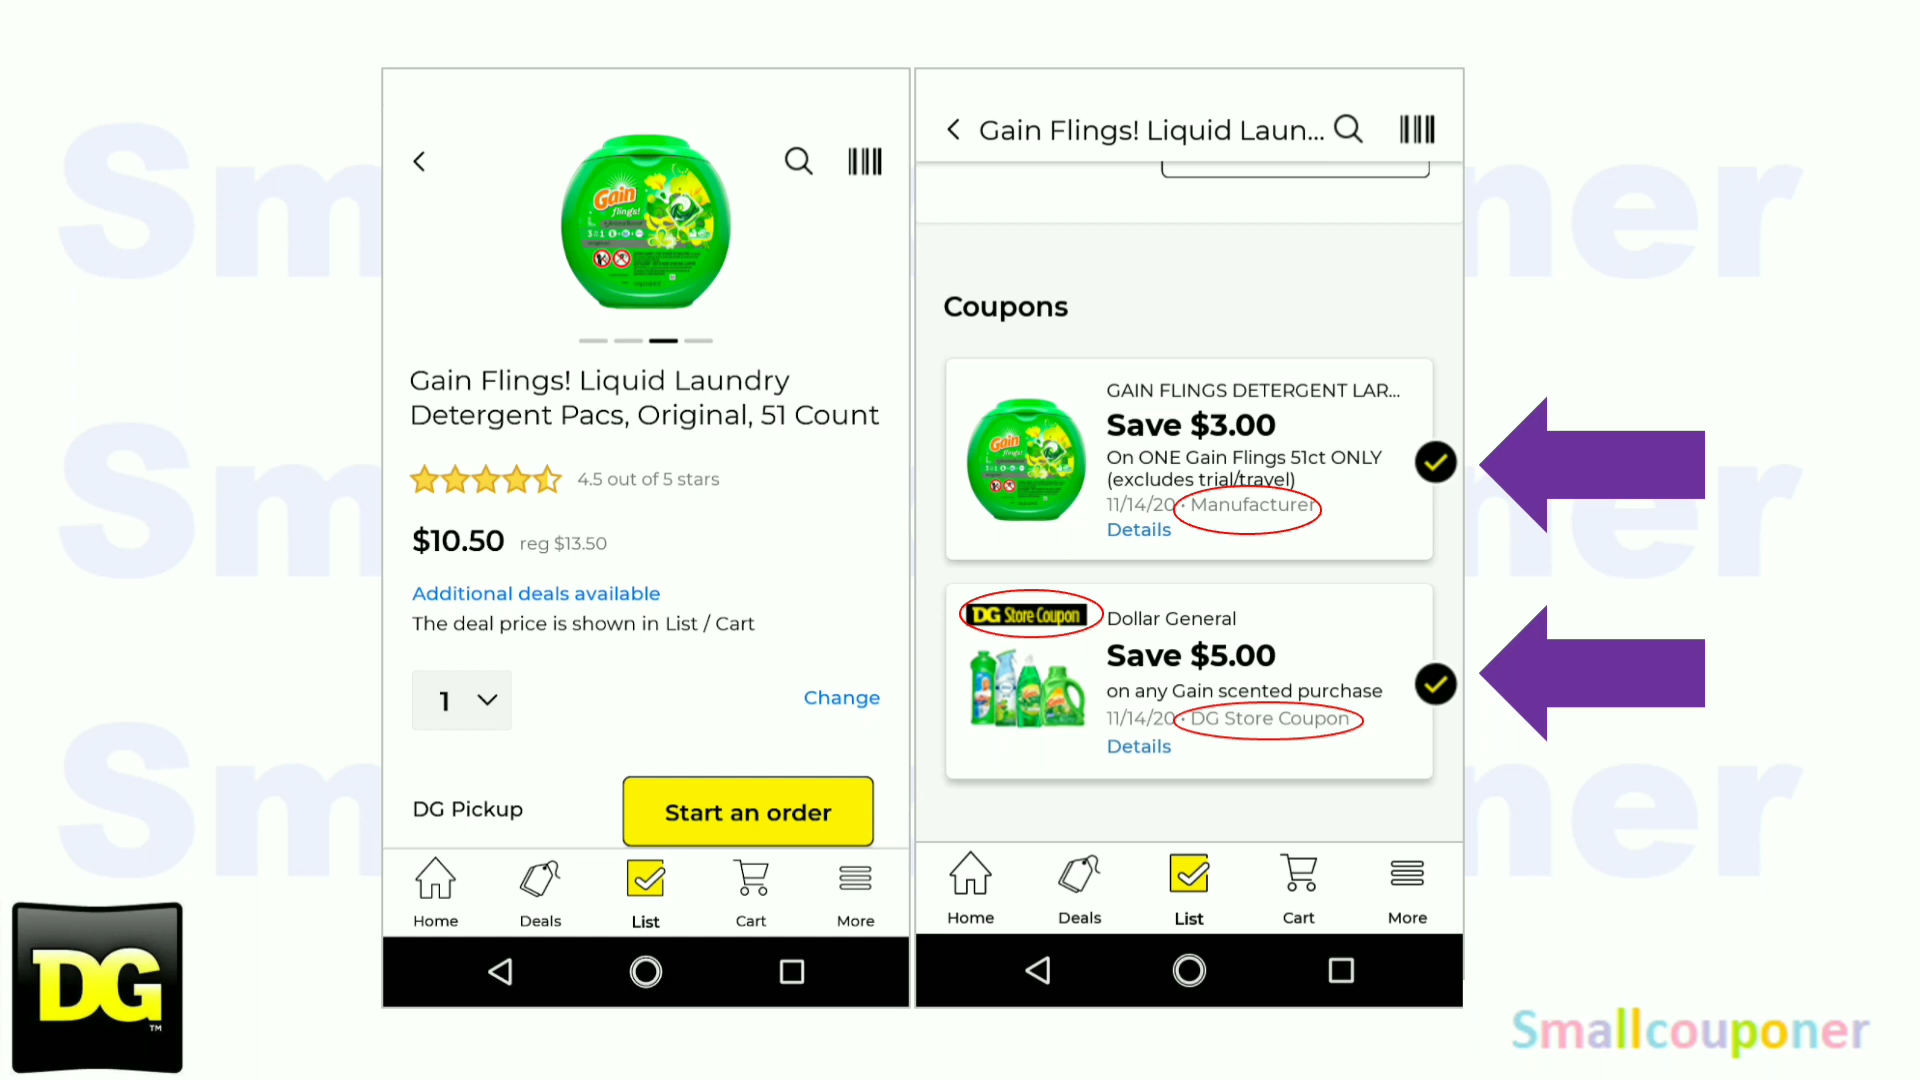 Gain
flings!
Gain Flings! Liquid Laundry
Detergent Pacs, Original, 51 Count
4.5 out of 5 stars
$10.50 reg $13.50
Additional deals available
The deal price is shown in List / Cart
1
Change
DG Pickup
Start an order
Home
Deals
List
Cart
More
Gain Flings! Liquid Laun...
Coupons
Gain
flings!
GAIN FLINGS DETERGENT LAR...
Save $3.00
On ONE Gain Flings 51ct ONLY
(excludes trial/travel)
11/14/20 • Manufacturer
Details
DG Store Coupon
Dollar General
Save $5.00
on any Gain scented purchase
11/14/20 • DG Store Coupon
Details
Home
Deals
List
Cart
More
DG
TM
Smallcouponer